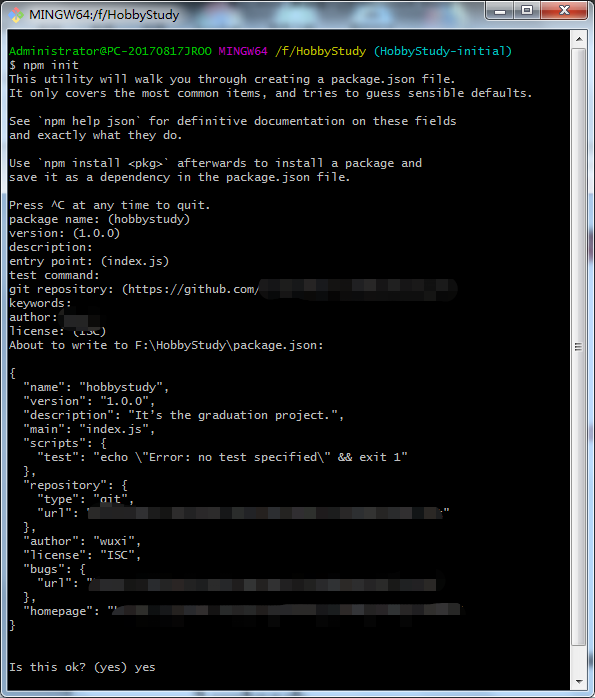 MINGW64:/f/HobbyStudy
Administrator@PC-20170817JROO MINGW64 /f/HobbyStudy (HobbyStudy-initial)
$ npm init
This utility will walk you through creating a package.json file.
It only covers the most common items, and tries to guess sensible defaults.
See `npm help json` for definitive documentation on these fields
and exactly what they do.
Use `npm install <pkg>` afterwards to install a package and
save it as a dependency in the package.json file.
Press ^C at any time to quit.
package name: (hobbystudy)
version: (1.0.0)
description:
entry point: (index.js)
test command:
git repository: (https://github.com/
keywords:
author:
license: (ISC)
About to write to F:\HobbyStudy\package.json:
{
"name": "hobbystudy",
"version": "1.0.0",
"description": "It's the graduation project.",
"main": "index.js",
"scripts": {
"test": "echo \"Error: no test specified\" && exit 1"
},
"repository": {
"type": "git",
"url": "
},
"author": "wuxi",
"license": "ISC",
"bugs": {
"url": "
},
"homepage": "
}
Is this ok? (yes) yes